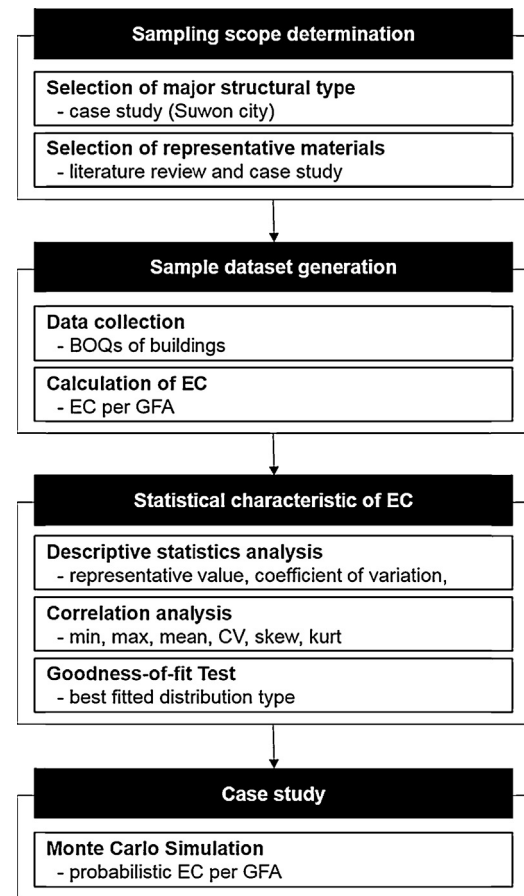 Sampling scope determination
Selection of major structural type
- case study (Suwon city)
Selection of representative materials
- literature review and case study
Sample dataset generation
Data collection
- BOQs of buildings
Calculation of EC
- EC per GFA
Statistical characteristic of EC
Descriptive statistics analysis
- representative value, coefficient of variation,
Correlation analysis
- min, max, mean, CV, skew, kurt
Goodness-of-fit Test
- best fitted distribution type
Case study
Monte Carlo Simulation
- probabilistic EC per GFA